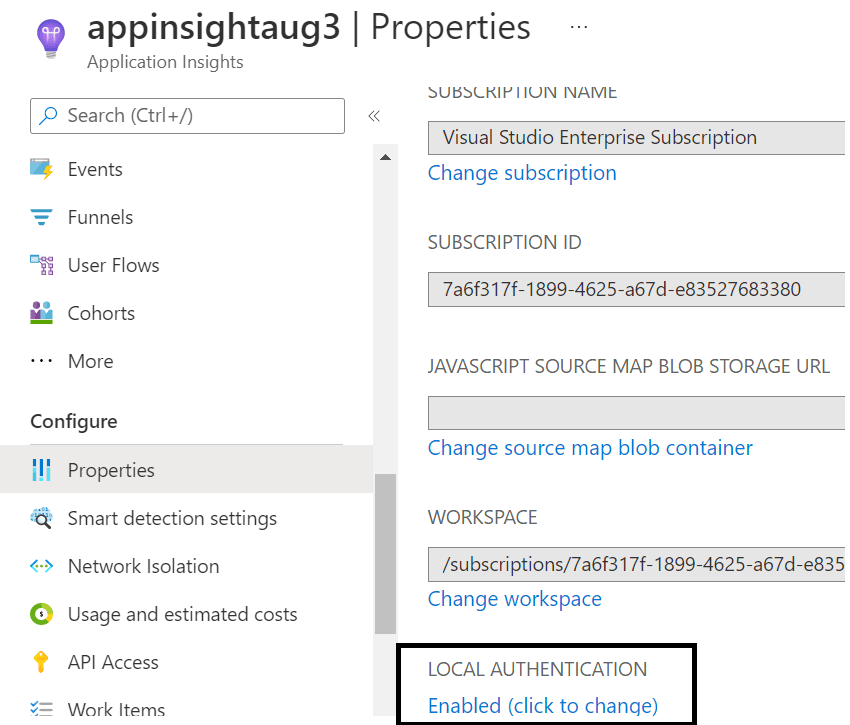 appinsightaug3 | Properties ...
Application Insights
Search (Ctrl+/)
«
Events
Funnels
User Flows
Cohorts
More
Configure
Properties
Smart detection settings
Network Isolation
Usage and estimated costs
API Access
Work Items
SUBSCRIPTION NAME
Visual Studio Enterprise Subscription
Change subscription
SUBSCRIPTION ID
7a6f317f-1899-4625-a67d-e83527683380
JAVASCRIPT SOURCE MAP BLOB STORAGE URL
Change source map blob container
WORKSPACE
/subscriptions/7a6f317f-1899-4625-a67d-e835
Change workspace
LOCAL AUTHENTICATION
Enabled (click to change)